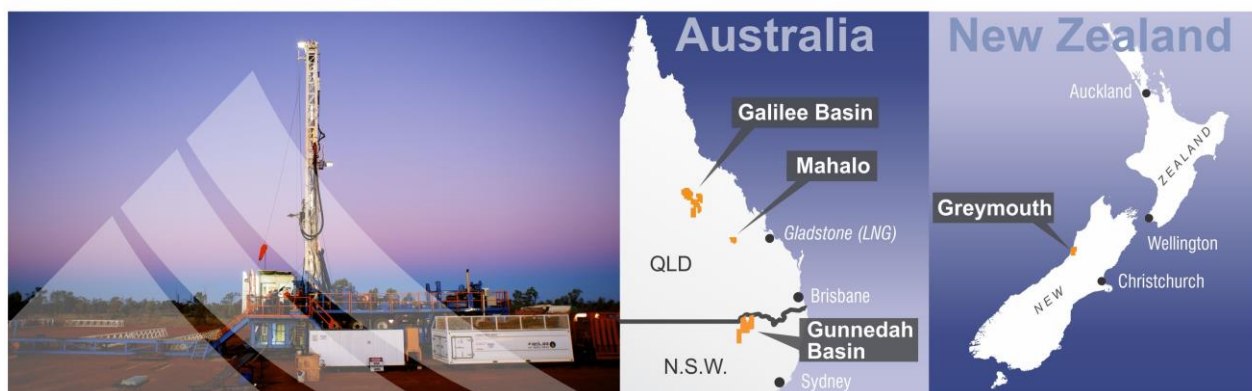 Australia
Galilee Basin
Mahalo
Gladstone (LNG)
QLD
Brisbane
Gunnedah
Basin
N.S.W.
Sydney
New Zealand
Auckland
ZEALAND
Greymouth
Wellington
Christchurch
NEW